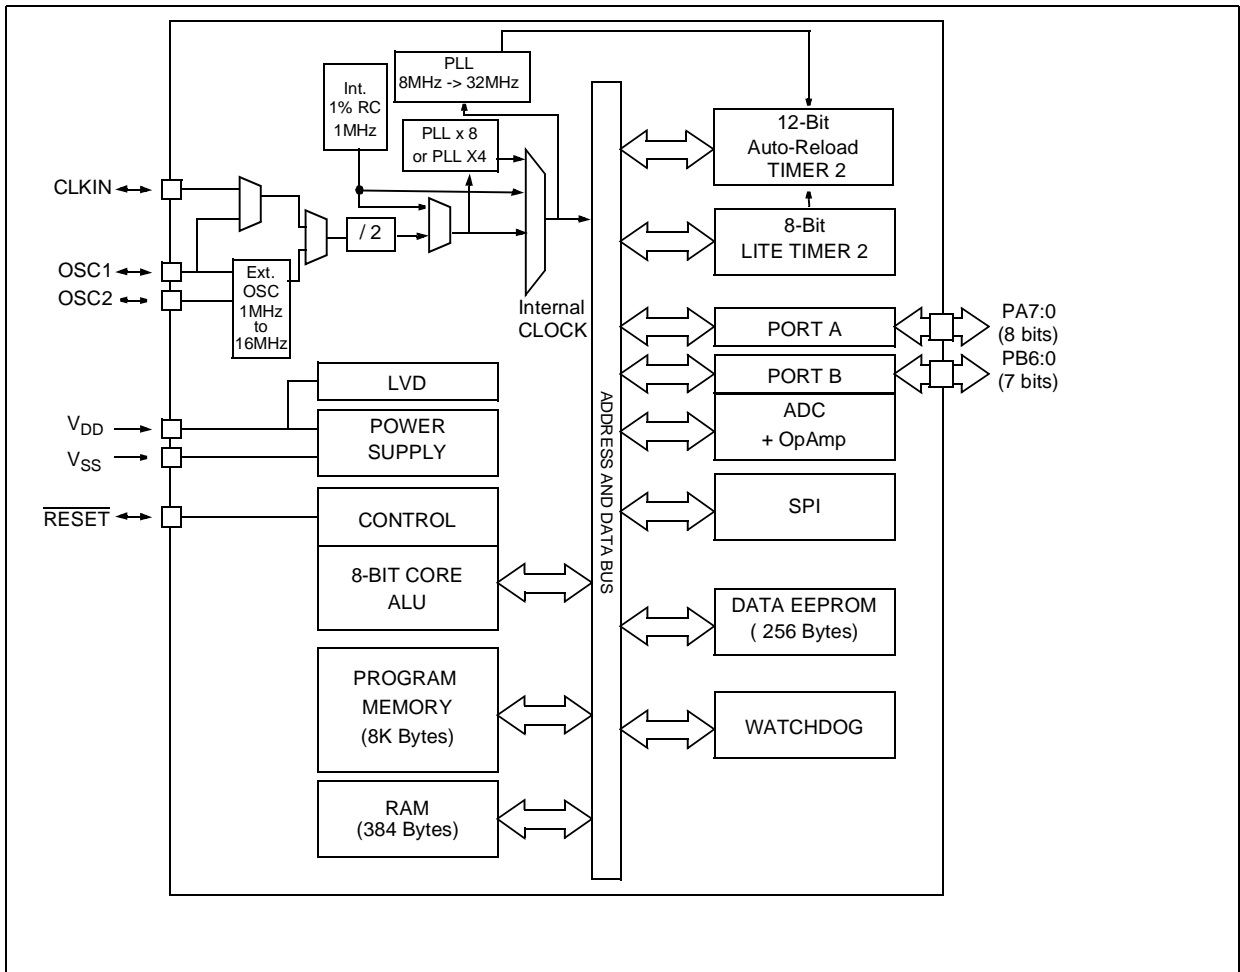 PLL
8MHz -> 32MHz
Int.
1% RC
1MHz
PLL x 8
or PLL X4
12-Bit
Auto-Reload
TIMER 2
CLKIN
/ 2
8-Bit
LITE TIMER 2
OSC1
OSC2
Ext.
OSC
1MHz
to
16MHz
Internal
CLOCK
PORT A
PA7:0
(8 bits)
PORT B
PB6:0
(7 bits)
LVD
ADC
+ OpAmp
VDD
VSS
POWER
SUPPLY
ADDRESS AND DATA BUS
RESET
CONTROL
SPI
8-BIT CORE
ALU
DATA EEPROM
( 256 Bytes)
PROGRAM
MEMORY
(8K Bytes)
WATCHDOG
RAM
(384 Bytes)